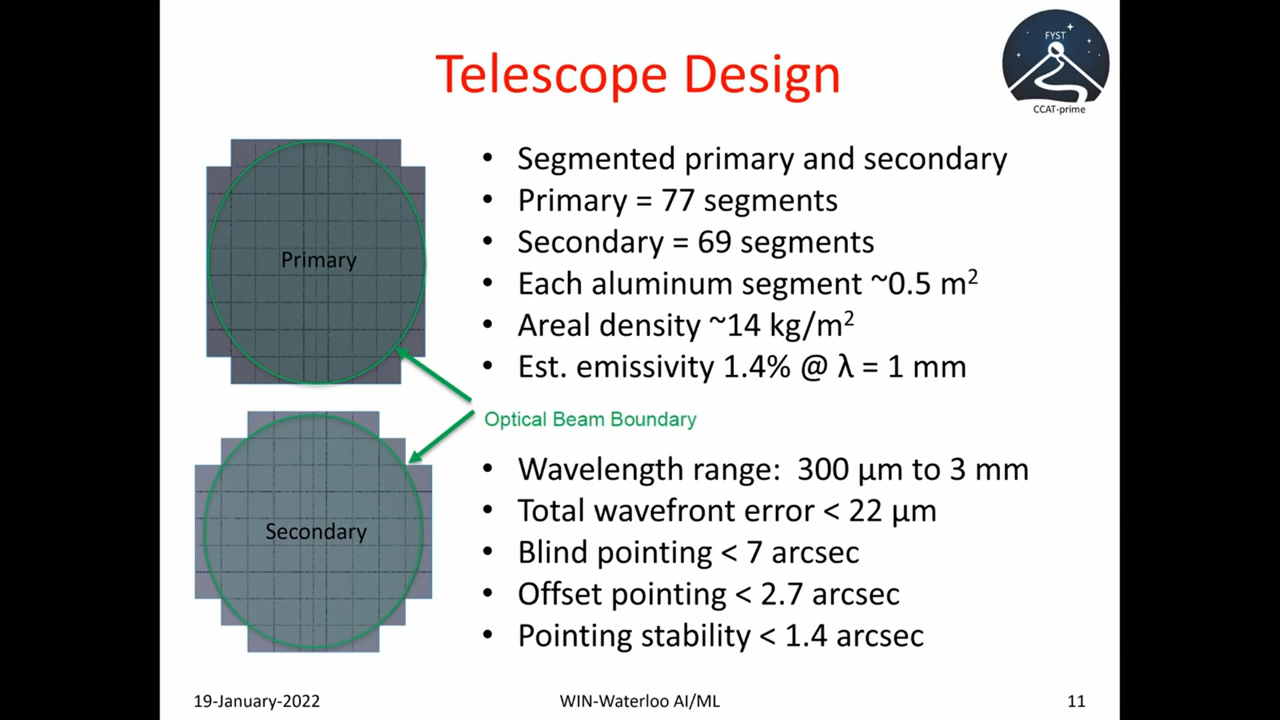 FYST
CCAT-prime
Telescope Design
Primary
Secondary
• Segmented primary and secondary
• Primary = 77 segments
• Secondary = 69 segments
• Each aluminum segment ~0.5 m²
• Areal density ~14 kg/m²
• Est. emissivity 1.4% @ λ = 1 mm
Optical Beam Boundary
• Wavelength range:  300 µm to 3 mm
• Total wavefront error < 22 µm
• Blind pointing < 7 arcsec
• Offset pointing < 2.7 arcsec
• Pointing stability < 1.4 arcsec
19-January-2022
WIN-Waterloo AI/ML
11